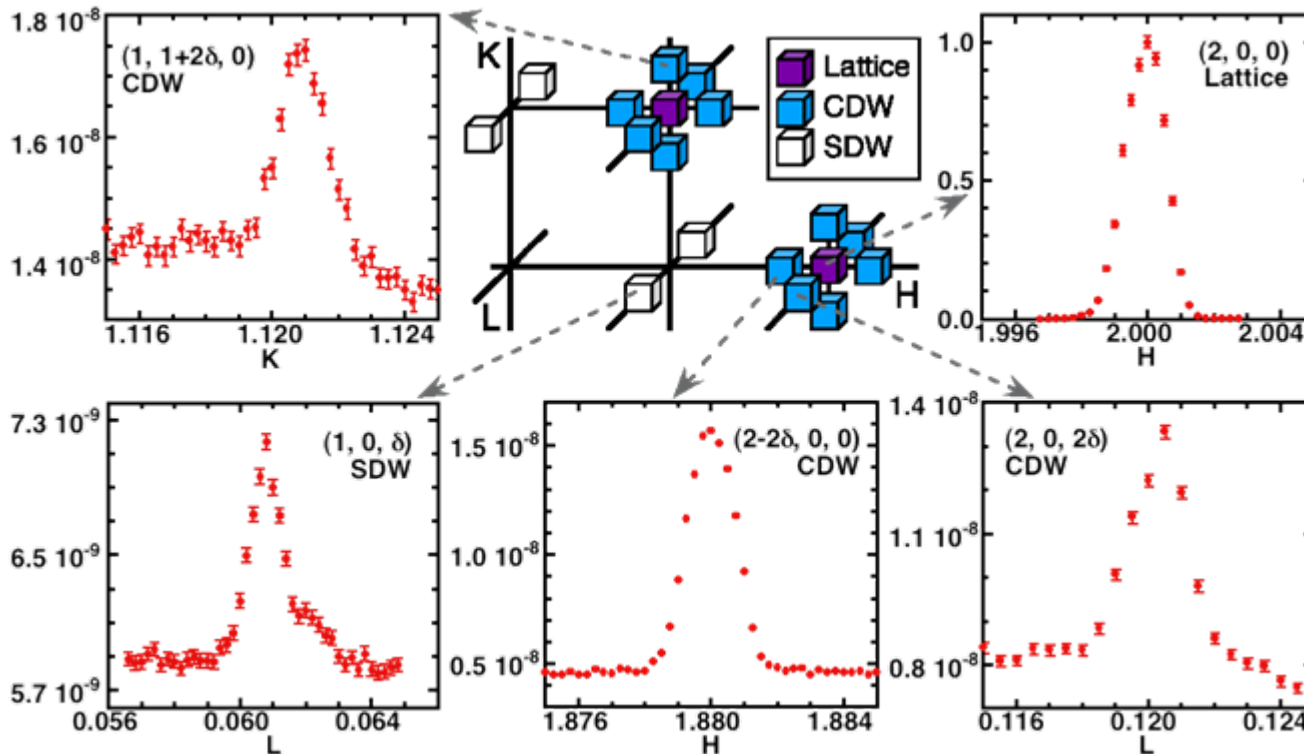 1.8 10⁻⁸
1.6 10⁻⁸
1.4 10⁻⁸
(1, 1+2δ, 0)
CDW
1.116
1.120
1.124
K
K
L
H
Lattice
CDW
SDW
1.0
0.5
0.0
(2, 0, 0)
Lattice
1.996
2.000
2.004
H
7.3 10⁻⁹
6.5 10⁻⁹
5.7 10⁻⁹
(1, 0, δ)
SDW
0.056
0.060
0.064
L
1.5 10⁻⁸
1.0 10⁻⁸
0.5 10⁻⁸
(2-2δ, 0, 0)
CDW
1.876
1.880
1.884
H
1.4 10⁻⁸
1.1 10⁻⁸
0.8 10⁻⁸
(2, 0, 2δ)
CDW
0.116
0.120
0.124
L